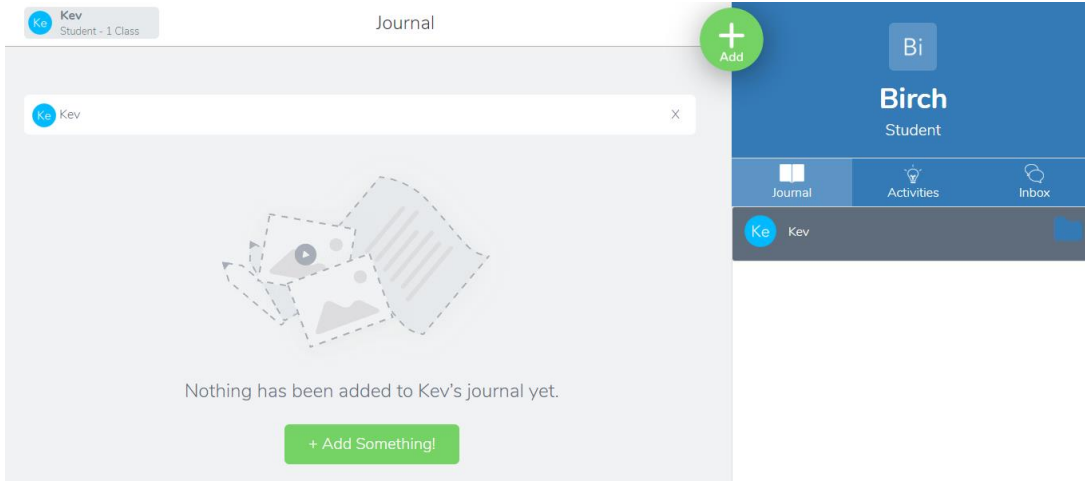 Ke
Kev
Student - 1 Class
Journal
Add
Ke Kev X
Nothing has been added to Kev's journal yet.
+ Add Something!
Bi
Birch
Student
Journal Activities Inbox
Ke Kev